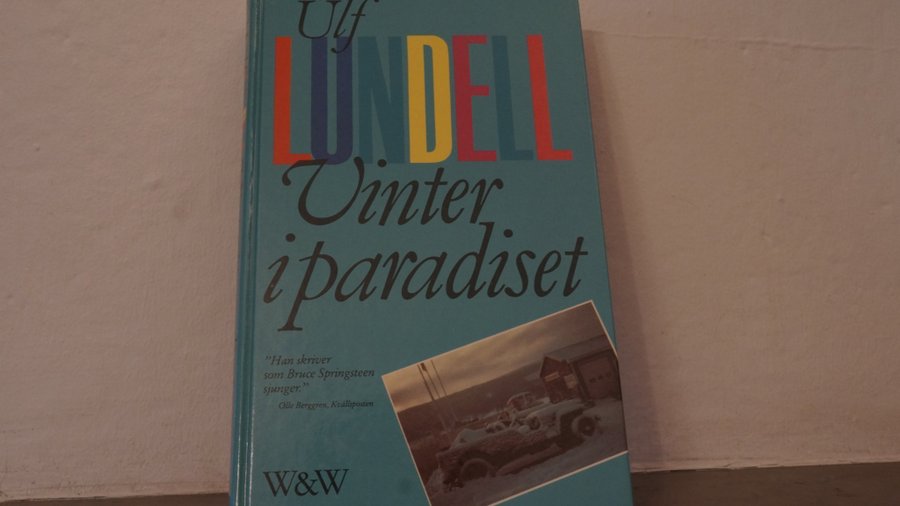 Ulf
LUNDELL
Vinter
i paradiset
"Han skriver
som Bruce Springsteen
sjunger."
Olle Berggren, Kvällsposten
W&W